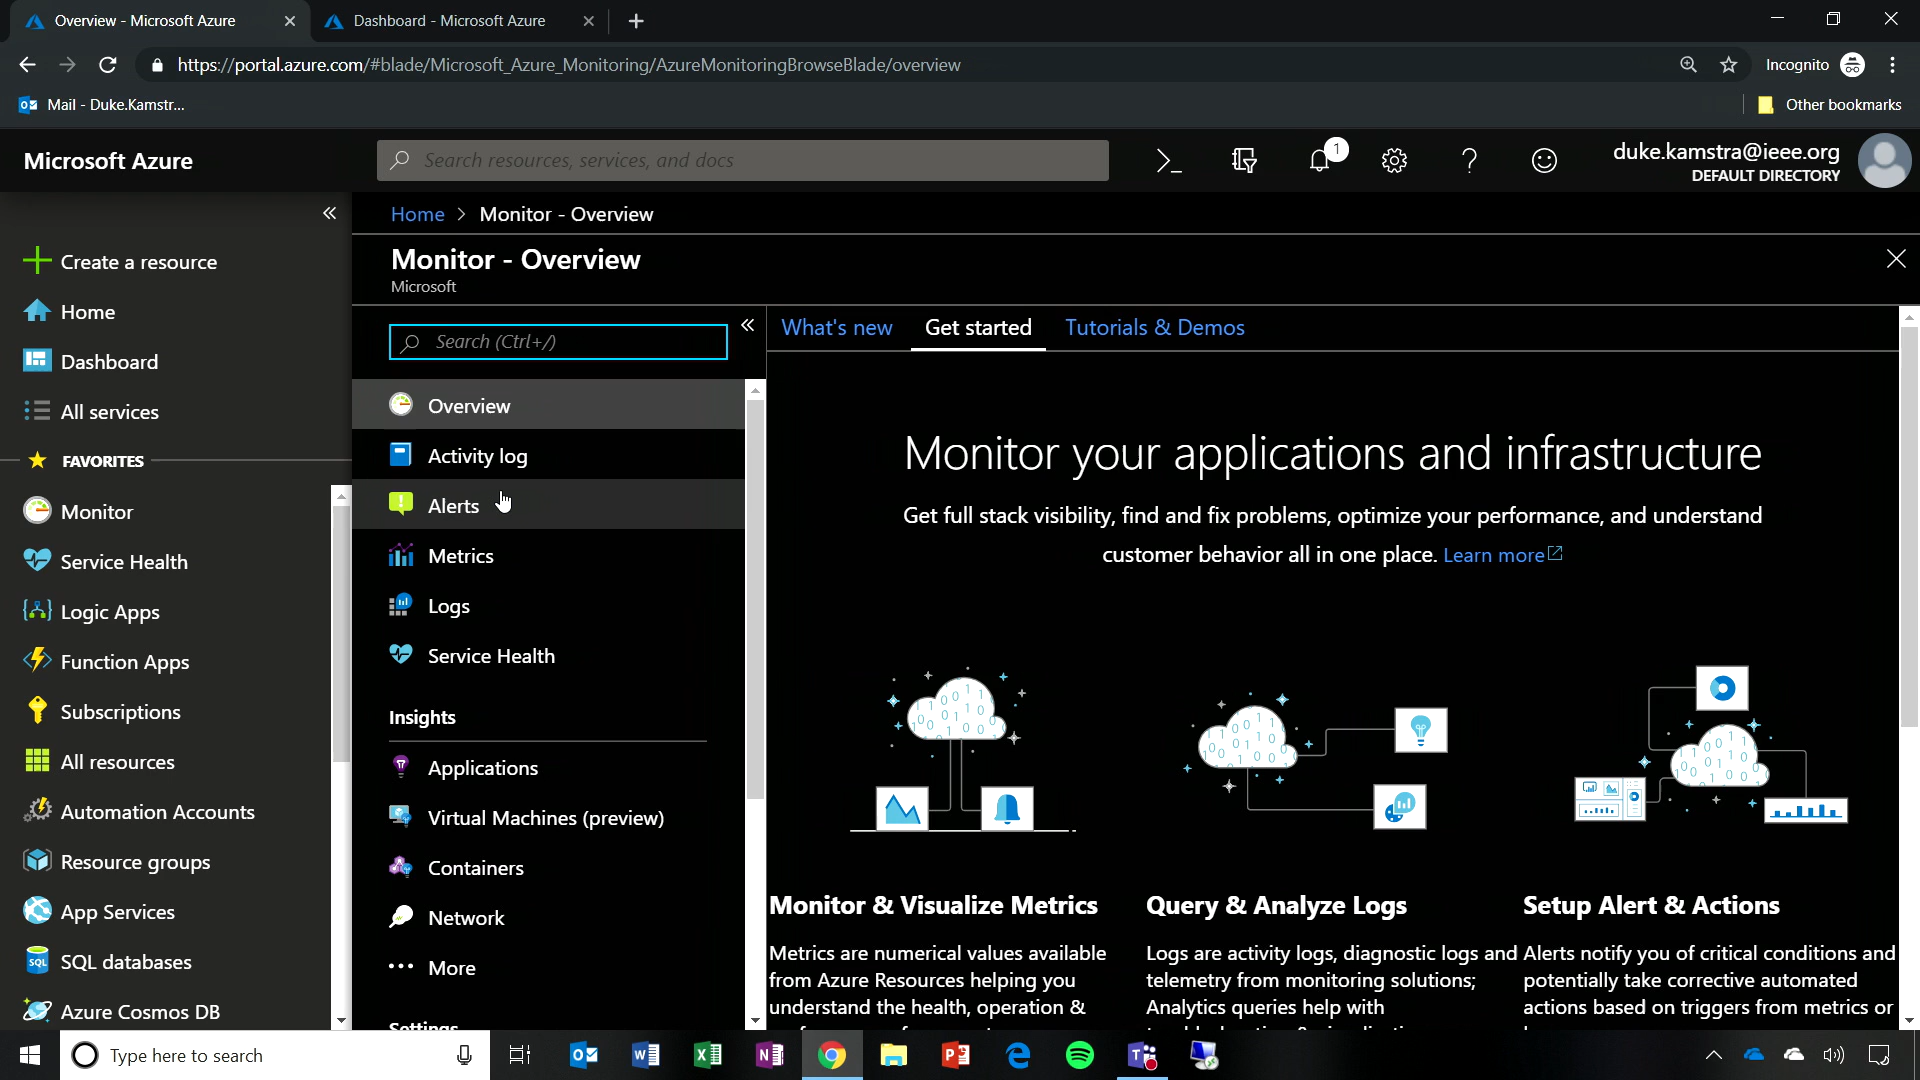 Overview - Microsoft Azure
Dashboard - Microsoft Azure
https://portal.azure.com/#blade/Microsoft_Azure_Monitoring/AzureMonitoringBrowseBlade/overview
Incognito
Mail - Duke.Kamstr...
Other bookmarks
Microsoft Azure
Search resources, services, and docs
1
duke.kamstra@ieee.org
DEFAULT DIRECTORY
Create a resource
Home
Dashboard
All services
FAVORITES
Monitor
Service Health
Logic Apps
Function Apps
Subscriptions
All resources
Automation Accounts
Resource groups
App Services
SQL databases
Azure Cosmos DB
Home > Monitor - Overview
Monitor - Overview
Microsoft
Search (Ctrl+/)
Overview
Activity log
Alerts
Metrics
Logs
Service Health
Insights
Applications
Virtual Machines (preview)
Containers
Network
More
Settings
What's new
Get started
Tutorials & Demos
Monitor your applications and infrastructure
Get full stack visibility, find and fix problems, optimize your performance, and understand
customer behavior all in one place. Learn more
Monitor & Visualize Metrics
Metrics are numerical values available
from Azure Resources helping you
understand the health, operation &
Query & Analyze Logs
Logs are activity logs, diagnostic logs and
telemetry from monitoring solutions;
Analytics queries help with
Setup Alert & Actions
Alerts notify you of critical conditions and
potentially take corrective automated
actions based on triggers from metrics or
Type here to search